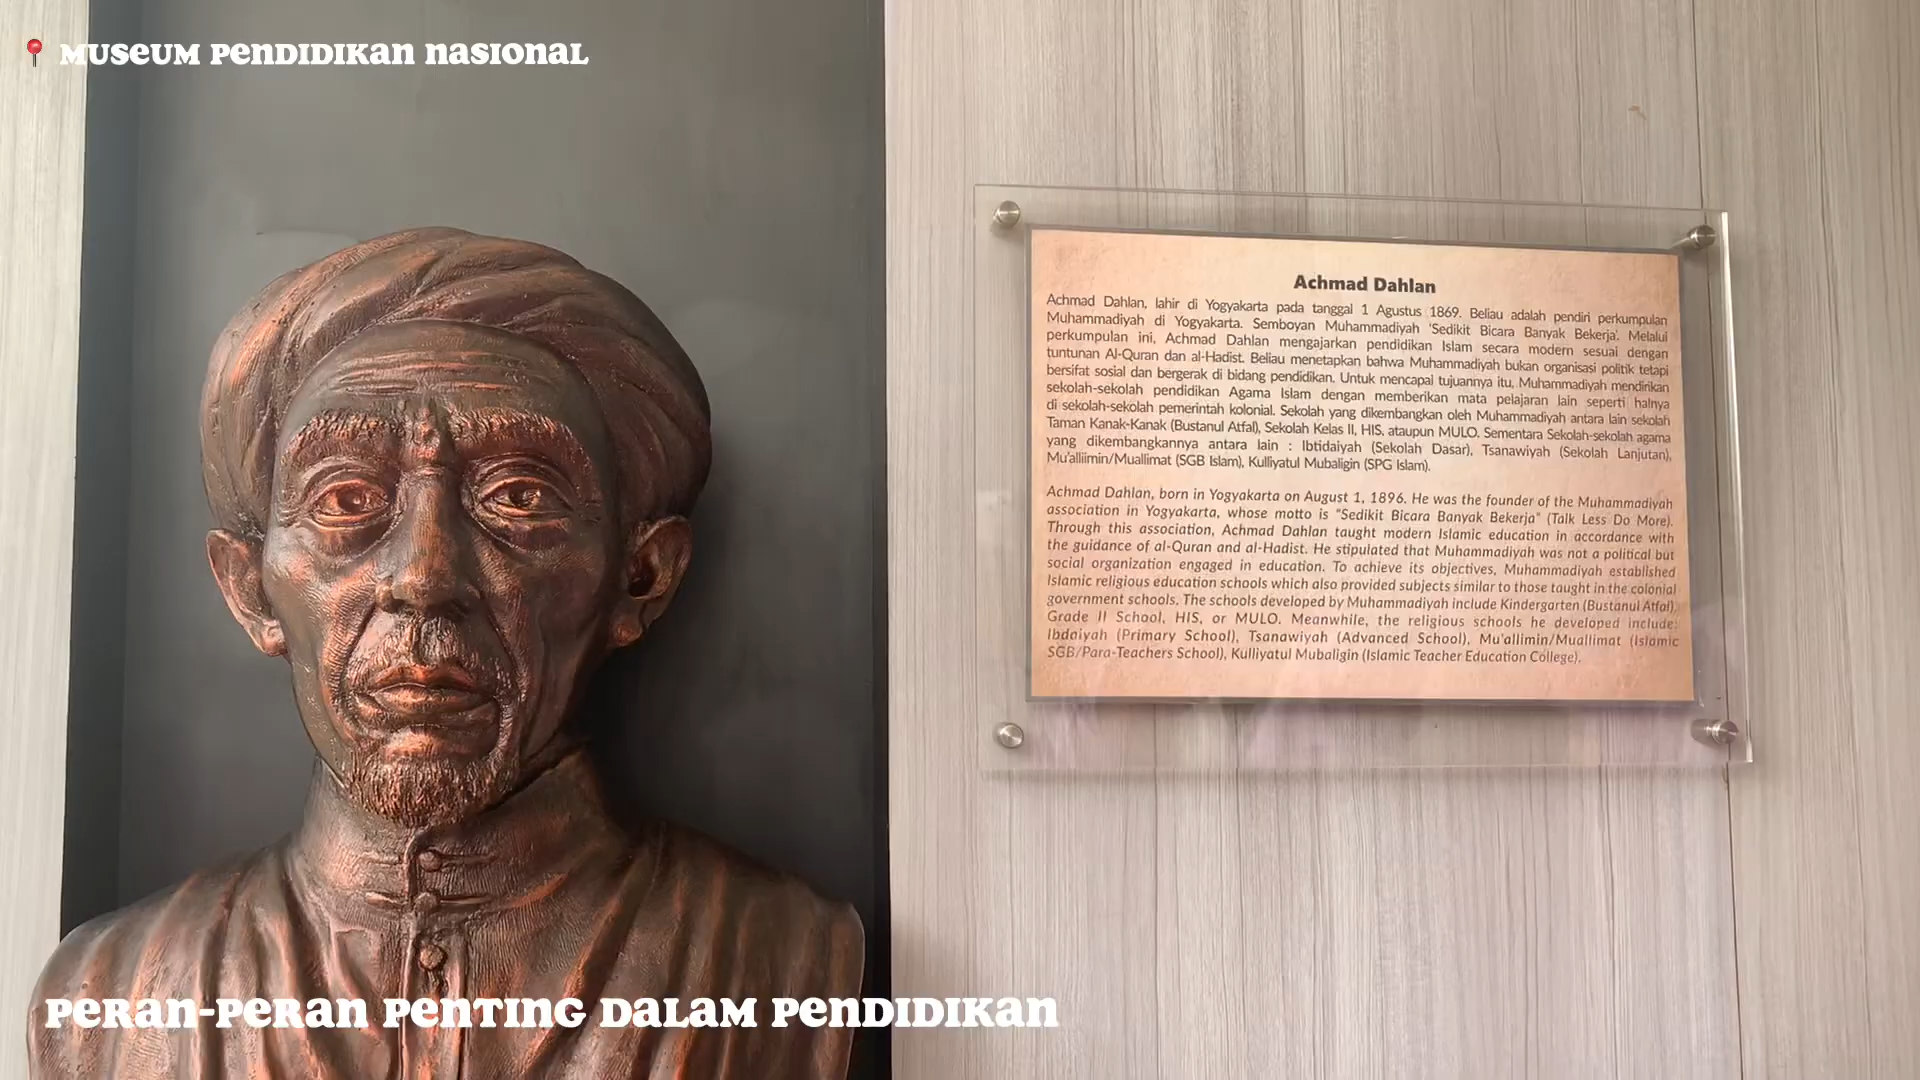 MUSEUM PENDIDIKAN NASIONAL
Achmad Dahlan
Achmad Dahlan, lahir di Yogyakarta pada tanggal 1 Agustus 1869. Beliau adalah pendiri perkumpulan
Muhammadiyah di Yogyakarta. Semboyan Muhammadiyah 'Sedikit Bicara Banyak Bekerja'. Melalui
perkumpulan ini, Achmad Dahlan mengajarkan pendidikan Islam secara modern sesuai dengan
tuntunan Al-Quran dan al-Hadist. Beliau menetapkan bahwa Muhammadiyah bukan organisasi politik tetapi
bersifat sosial dan bergerak di bidang pendidikan. Untuk mencapai tujuannya itu, Muhammadiyah mendirikan
sekolah-sekolah pendidikan Agama Islam dengan memberikan mata pelajaran lain seperti halnya
di sekolah-sekolah pemerintah kolonial. Sekolah yang dikembangkan oleh Muhammadiyah antara lain sekolah
Taman Kanak-Kanak (Bustanul Atfal), Sekolah Kelas II, HIS, ataupun MULO. Sementara Sekolah-sekolah agama
yang dikembangkannya antara lain : Ibtidaiyah (Sekolah Dasar), Tsanawiyah (Sekolah Lanjutan),
Mu'alliimin/Muallimat (SGB Islam), Kulliyatul Mubaligin (SPG Islam).
Achmad Dahlan, born in Yogyakarta on August 1, 1896. He was the founder of the Muhammadiyah
association in Yogyakarta, whose motto is "Sedikit Bicara Banyak Bekerja" (Talk Less Do More).
Through this association, Achmad Dahlan taught modern Islamic education in accordance with
the guidance of al-Quran and al-Hadist. He stipulated that Muhammadiyah was not a political but
social organization engaged in education. To achieve its objectives, Muhammadiyah established
Islamic religious education schools which also provided subjects similar to those taught in the colonial
government schools. The schools developed by Muhammadiyah include Kindergarten (Bustanul Atfal),
Grade II School, HIS, or MULO. Meanwhile, the religious schools he developed include:
Ibdaiyah (Primary School), Tsanawiyah (Advanced School), Mu'allimin/Muallimat (Islamic
SGB/Para-Teachers School), Kulliyatul Mubaligin (Islamic Teacher Education College).
PERAN-PERAN PENTING DALAM PENDIDIKAN